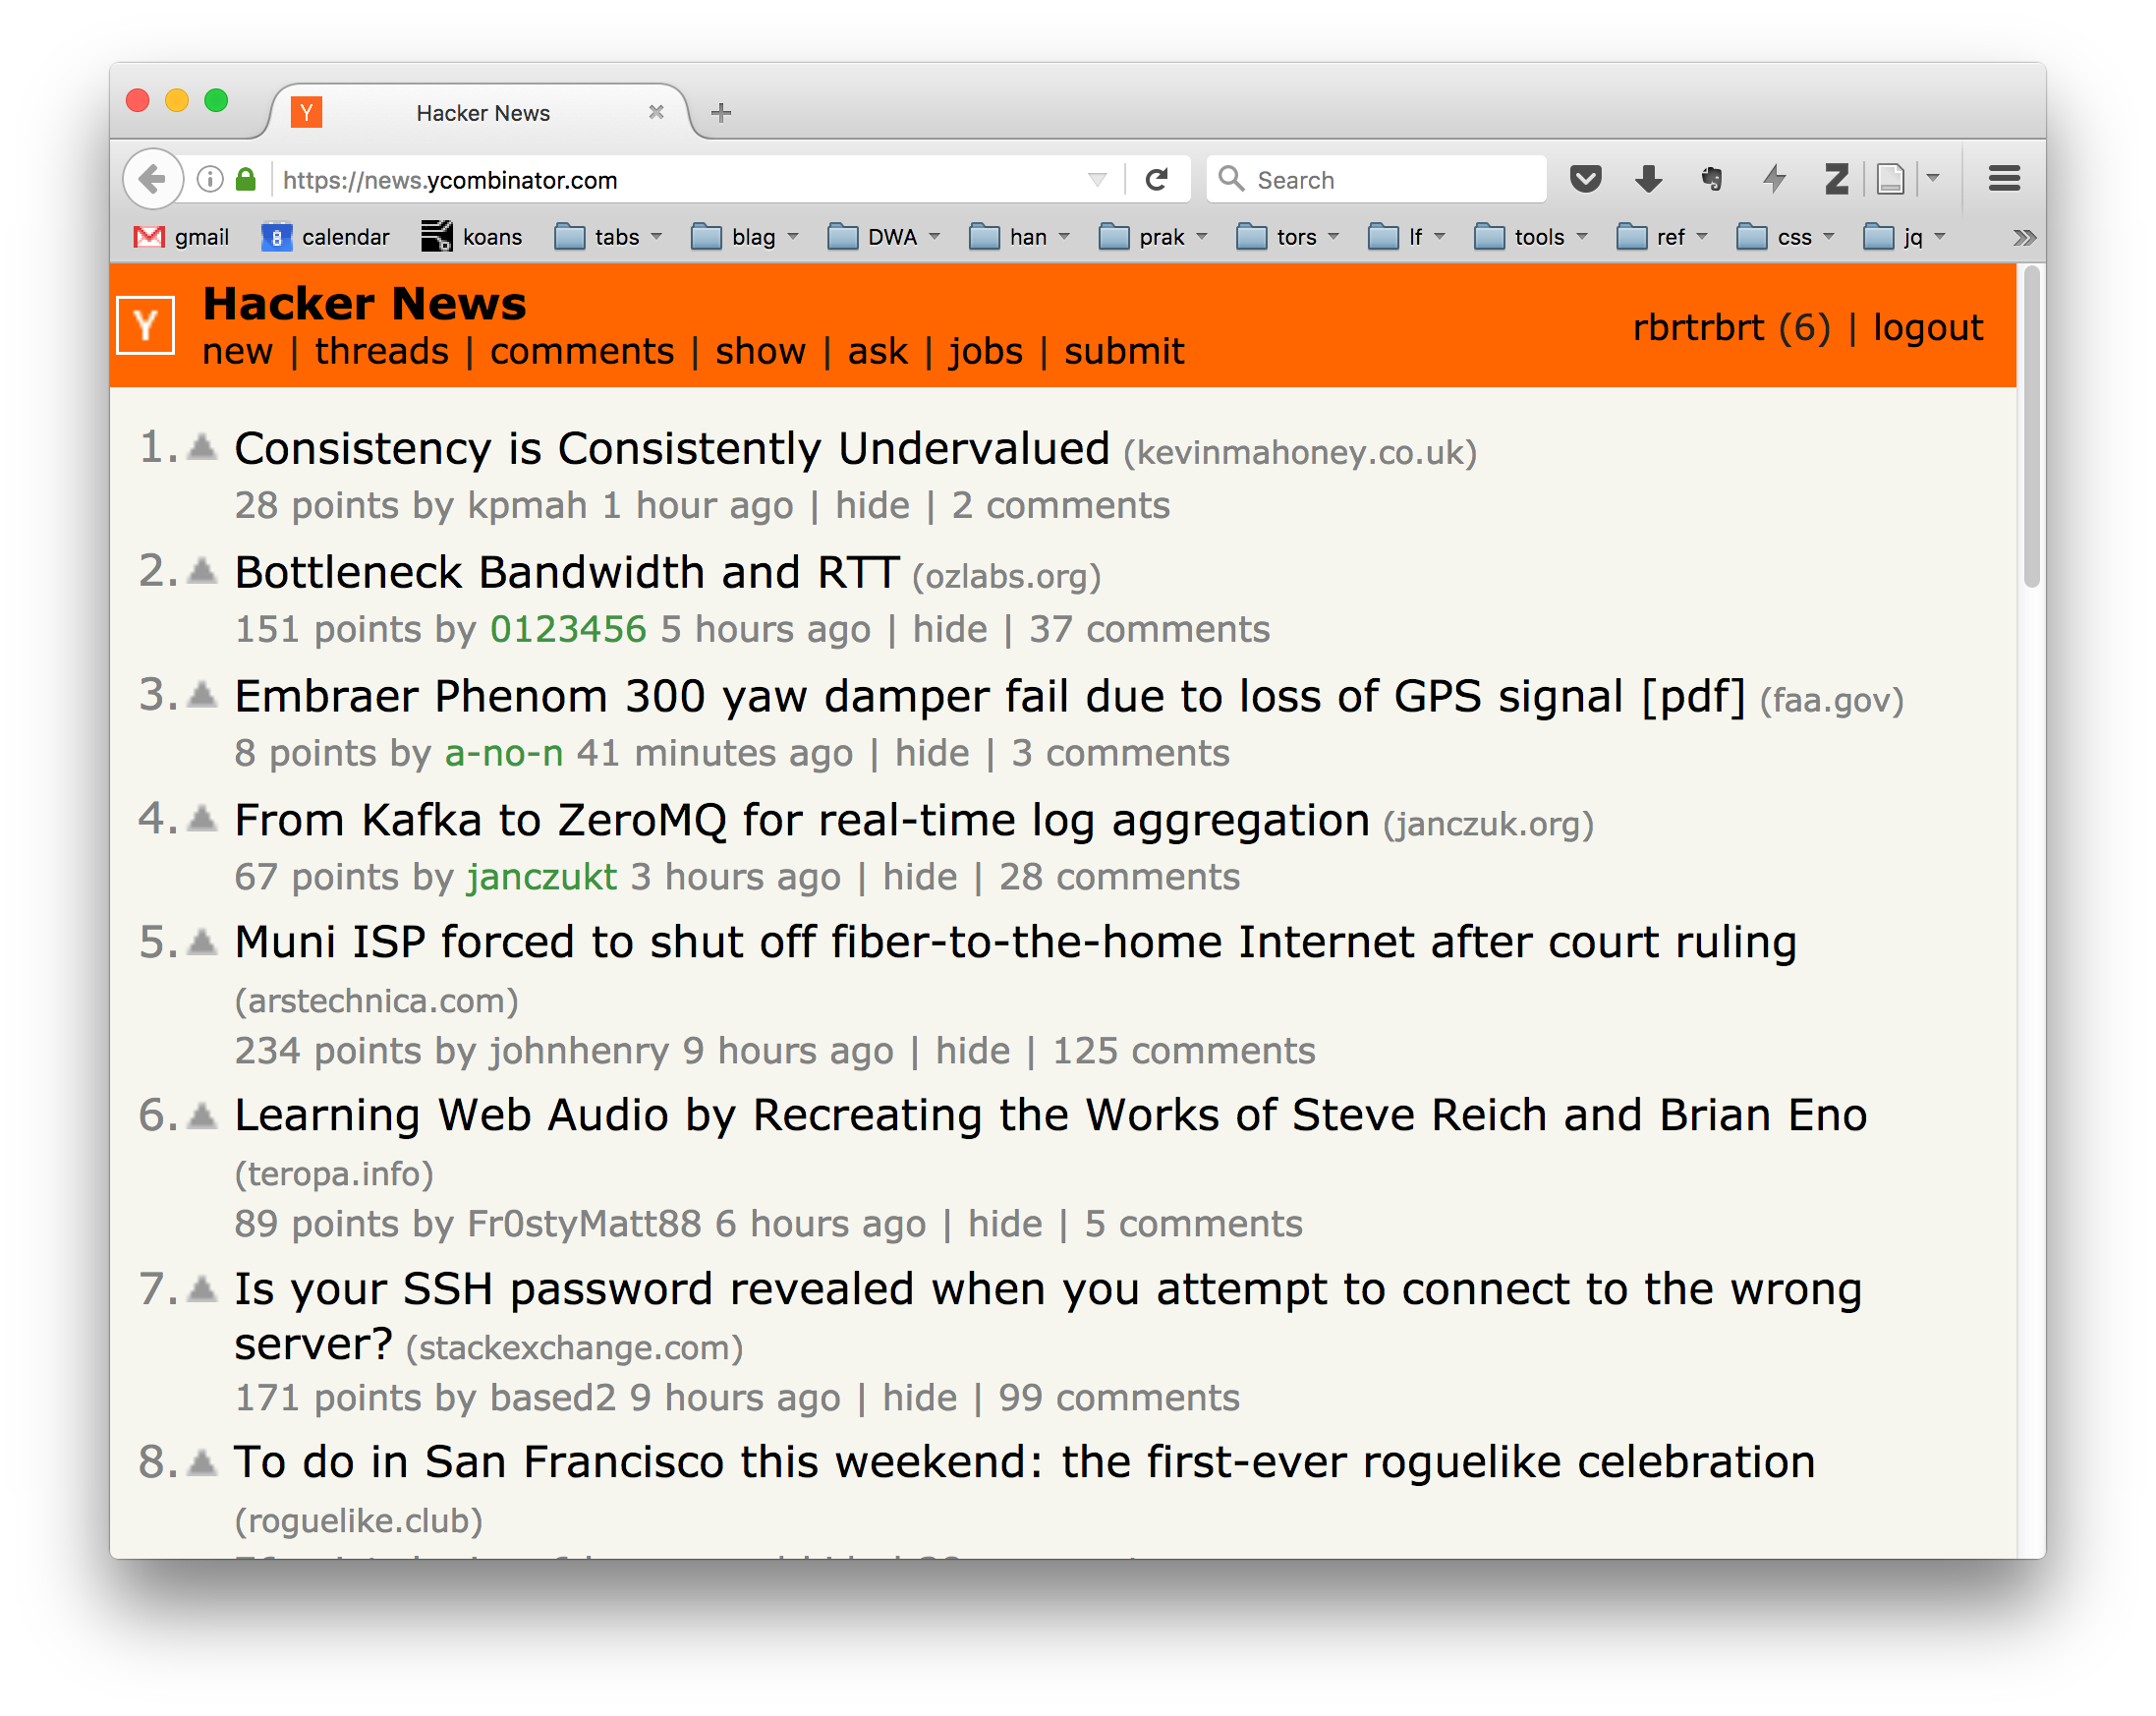 Y Hacker News
https://news.ycombinator.com Search Z
gmail 8 calendar koans tabs blag DWA han prak tors lf tools ref css jq
Y
Hacker News
new | threads | comments | show | ask | jobs | submit
rbrtrbrt (6) | logout
1. Consistency is Consistently Undervalued (kevinmahoney.co.uk)
28 points by kpmah 1 hour ago | hide | 2 comments
2. Bottleneck Bandwidth and RTT (ozlabs.org)
151 points by 0123456 5 hours ago | hide | 37 comments
3. Embraer Phenom 300 yaw damper fail due to loss of GPS signal [pdf] (faa.gov)
8 points by a-no-n 41 minutes ago | hide | 3 comments
4. From Kafka to ZeroMQ for real-time log aggregation (janczuk.org)
67 points by janczukt 3 hours ago | hide | 28 comments
5. Muni ISP forced to shut off fiber-to-the-home Internet after court ruling
(arstechnica.com)
234 points by johnhenry 9 hours ago | hide | 125 comments
6. Learning Web Audio by Recreating the Works of Steve Reich and Brian Eno
(teropa.info)
89 points by Fr0styMatt88 6 hours ago | hide | 5 comments
7. Is your SSH password revealed when you attempt to connect to the wrong
server? (stackexchange.com)
171 points by based2 9 hours ago | hide | 99 comments
8. To do in San Francisco this weekend: the first-ever roguelike celebration
(roguelike.club)